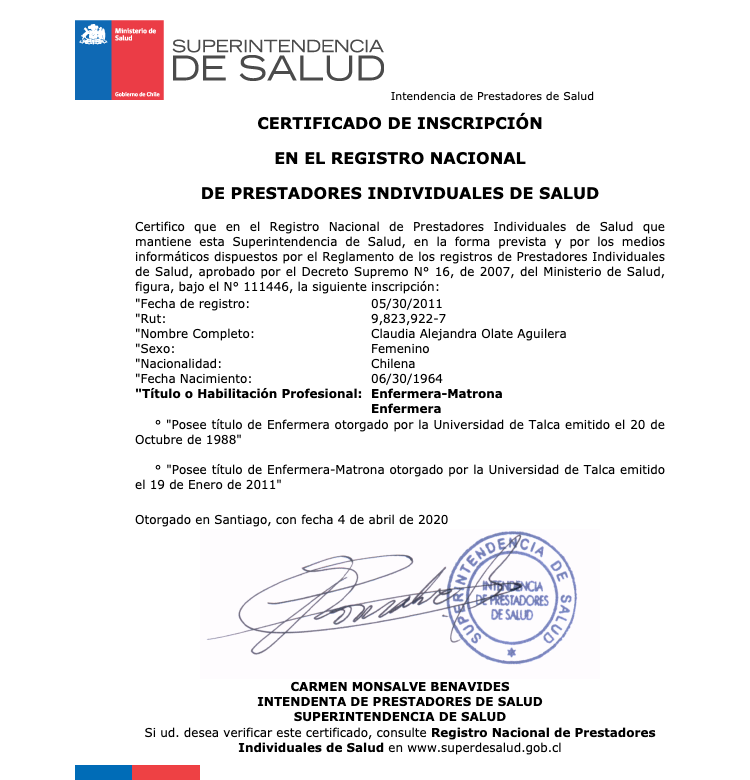 Ministerio de
Salud
Gobierno de Chile
SUPERINTENDENCIA
DE SALUD
Intendencia de Prestadores de Salud
CERTIFICADO DE INSCRIPCIÓN
EN EL REGISTRO NACIONAL
DE PRESTADORES INDIVIDUALES DE SALUD
Certifico que en el Registro Nacional de Prestadores Individuales de Salud que
mantiene esta Superintendencia de Salud, en la forma prevista y por los medios
informáticos dispuestos por el Reglamento de los registros de Prestadores Individuales
de Salud, aprobado por el Decreto Supremo N° 16, de 2007, del Ministerio de Salud,
figura, bajo el N° 111446, la siguiente inscripción:
"Fecha de registro: 05/30/2011
"Rut: 9,823,922-7
"Nombre Completo: Claudia Alejandra Olate Aguilera
"Sexo: Femenino
"Nacionalidad: Chilena
"Fecha Nacimiento: 06/30/1964
"Título o Habilitación Profesional: Enfermera-Matrona
Enfermera
° "Posee título de Enfermera otorgado por la Universidad de Talca emitido el 20 de
Octubre de 1988"
° "Posee título de Enfermera-Matrona otorgado por la Universidad de Talca emitido
el 19 de Enero de 2011"
Otorgado en Santiago, con fecha 4 de abril de 2020
SUPERINTENDENCIA DE SALUD
INTENDENCIA
DE PRESTADORES
DE SALUD
CARMEN MONSALVE BENAVIDES
INTENDENTA DE PRESTADORES DE SALUD
SUPERINTENDENCIA DE SALUD
Si ud. desea verificar este certificado, consulte Registro Nacional de Prestadores
Individuales de Salud en www.superdesalud.gob.cl